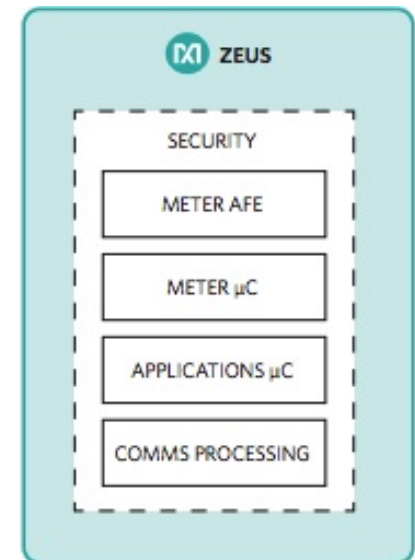 ZEUS
SECURITY
METER AFE
METER µC
APPLICATIONS µC
COMMS PROCESSING